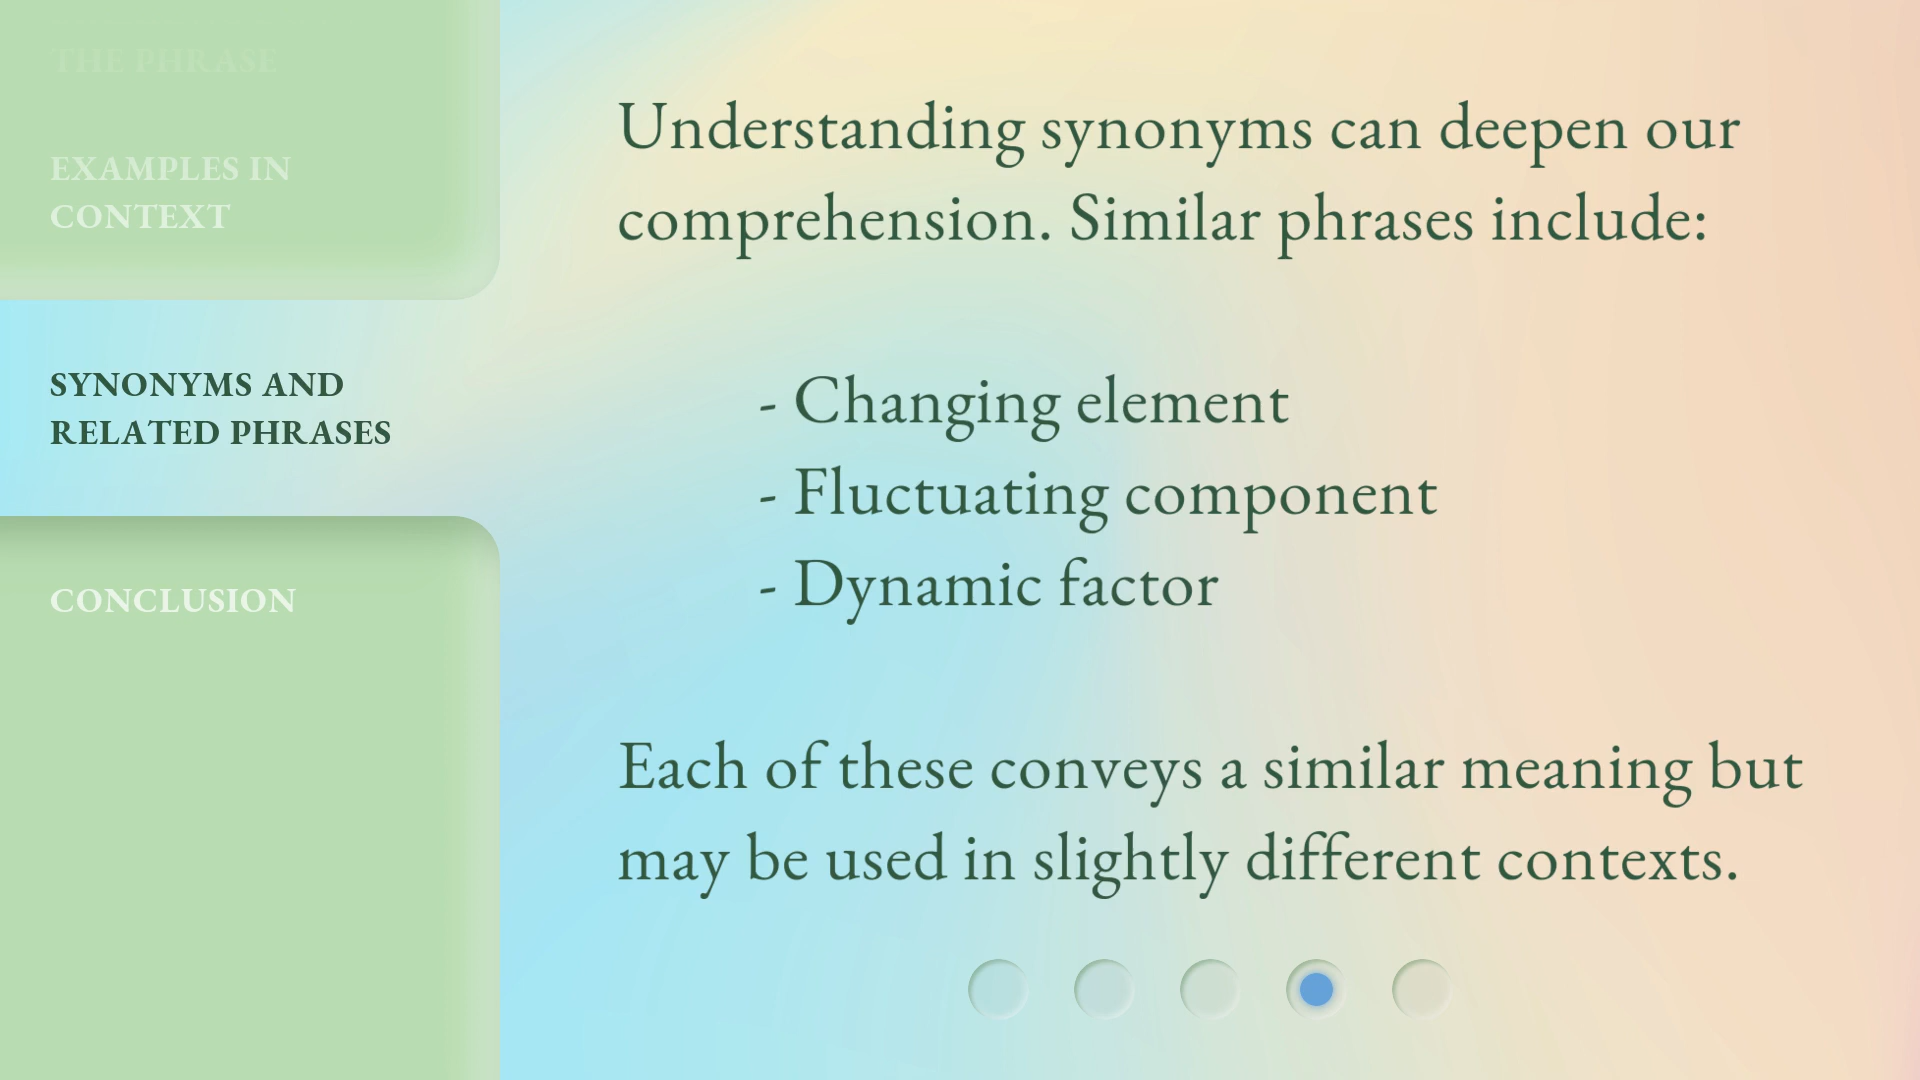 THE PHRASE
EXAMPLES IN
CONTEXT
SYNONYMS AND
RELATED PHRASES
CONCLUSION
Understanding synonyms can deepen our
comprehension. Similar phrases include:
- Changing element
- Fluctuating component
- Dynamic factor
Each of these conveys a similar meaning but
may be used in slightly different contexts.